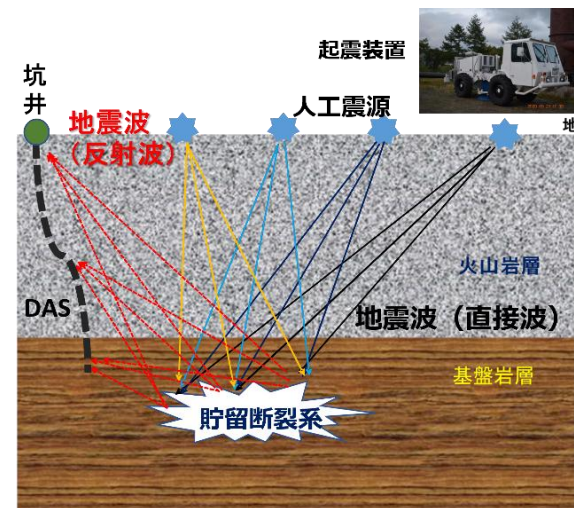 起震装置
坑
井
人工震源
地震波
（反射波）
地
火山岩層
DAS
地震波（直接波）
基盤岩層
貯留断裂系